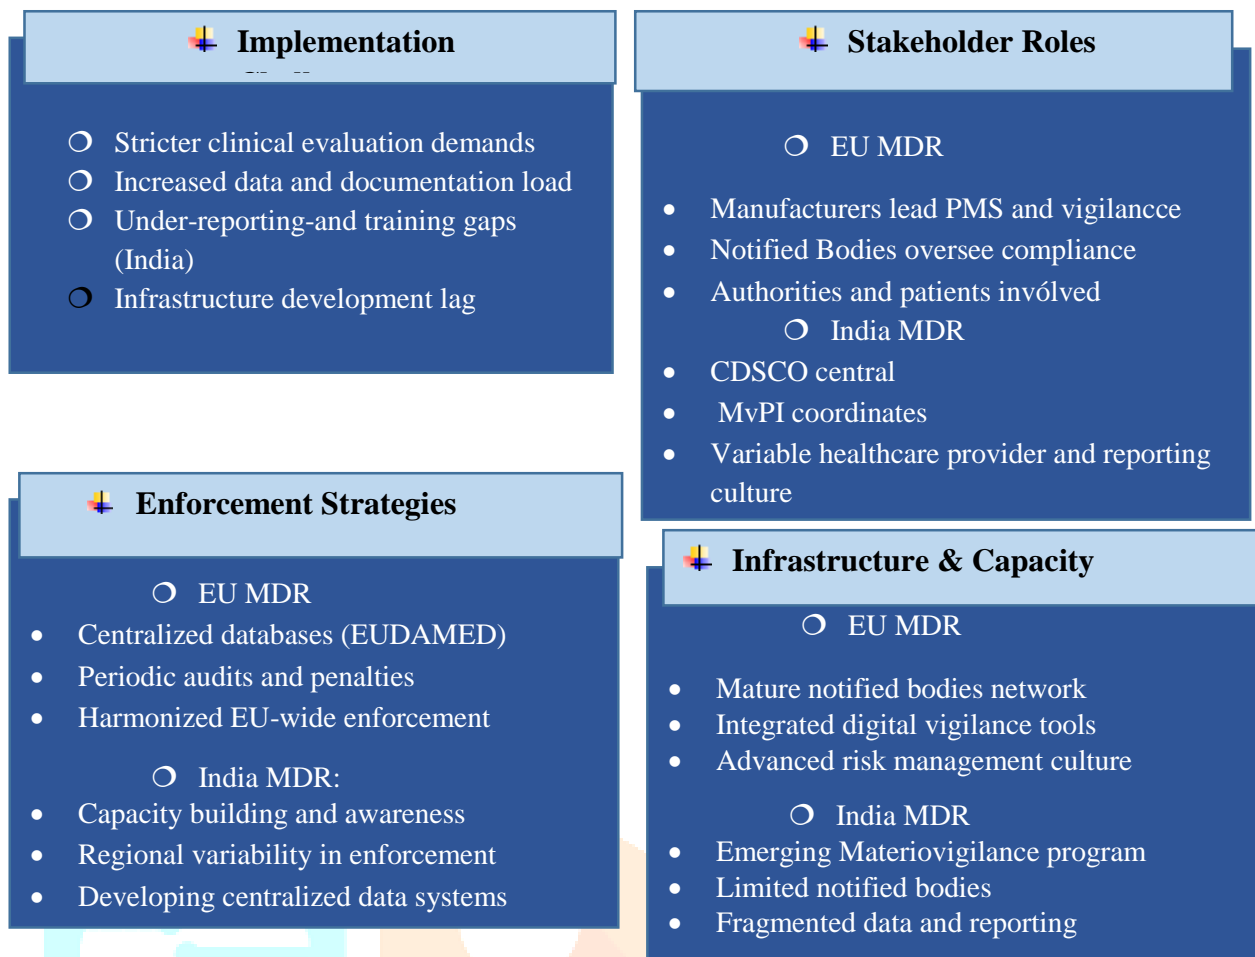 Implementation
Stricter clinical evaluation demands
Increased data and documentation load
Under-reporting-and training gaps
(India)
Infrastructure development lag
Stakeholder Roles
EU MDR
Manufacturers lead PMS and vigilancce
Notified Bodies oversee compliance
Authorities and patients invólved
India MDR
CDSCO central
MvPI coordinates
Variable healthcare provider and reporting
culture
Enforcement Strategies
EU MDR
Centralized databases (EUDAMED)
Periodic audits and penalties
Harmonized EU-wide enforcement
India MDR:
Capacity building and awareness
Regional variability in enforcement
Developing centralized data systems
Infrastructure & Capacity
EU MDR
Mature notified bodies network
Integrated digital vigilance tools
Advanced risk management culture
India MDR
Emerging Materiovigilance program
Limited notified bodies
Fragmented data and reporting